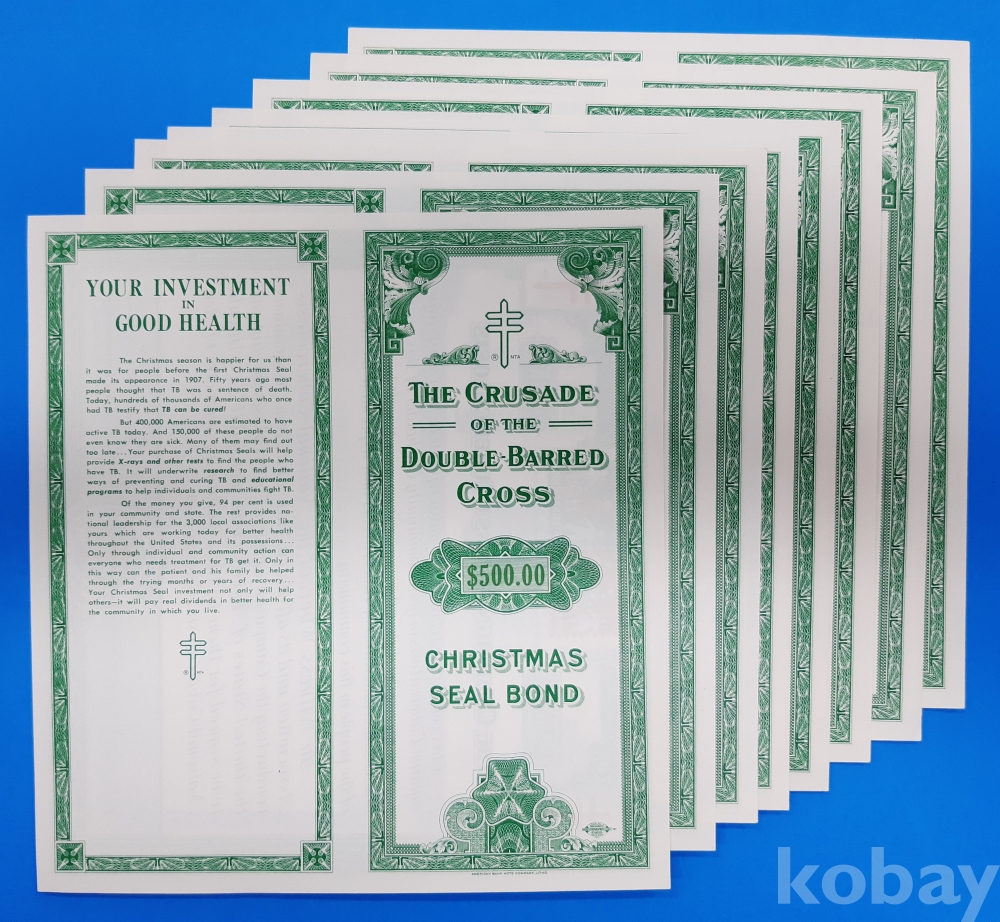 YOUR INVESTMENT
IN
GOOD HEALTH
The Christmas season is happier for us than
it was for people before the first Christmas Seal
made its appearance in 1907. Fifty years ago most
people thought that TB was a sentence of death.
Today, hundreds of thousands of Americans who once
had TB testify that TB can be cured!
But 400,000 Americans are estimated to have
active TB today. And 150,000 of these people do not
even know they are sick. Many of them may find out
too late...Your purchase of Christmas Seals will help
provide X-rays and other tests to find the people who
have TB. It will underwrite research to find better
ways of preventing and curing TB and educational
programs to help individuals and communities fight TB.
Of the money you give, 94 per cent is used
in your community and state. The rest provides na-
tional leadership for the 3,000 local associations like
yours which are working today for better health
throughout the United States and its possessions...
Only through individual and community action can
everyone who needs treatment for TB get it. Only in
this way can the patient and his family be helped
through the trying months or years of recovery...
Your Christmas Seal investment not only will help
others—it will pay real dividends in better health for
the community in which you live.
® NTA
® NTA
THE CRUSADE
OF THE
DOUBLE-BARRED
CROSS
$500.00
CHRISTMAS
SEAL BOND
AMERICAN BANK NOTE COMPANY, LITHO.
kobay